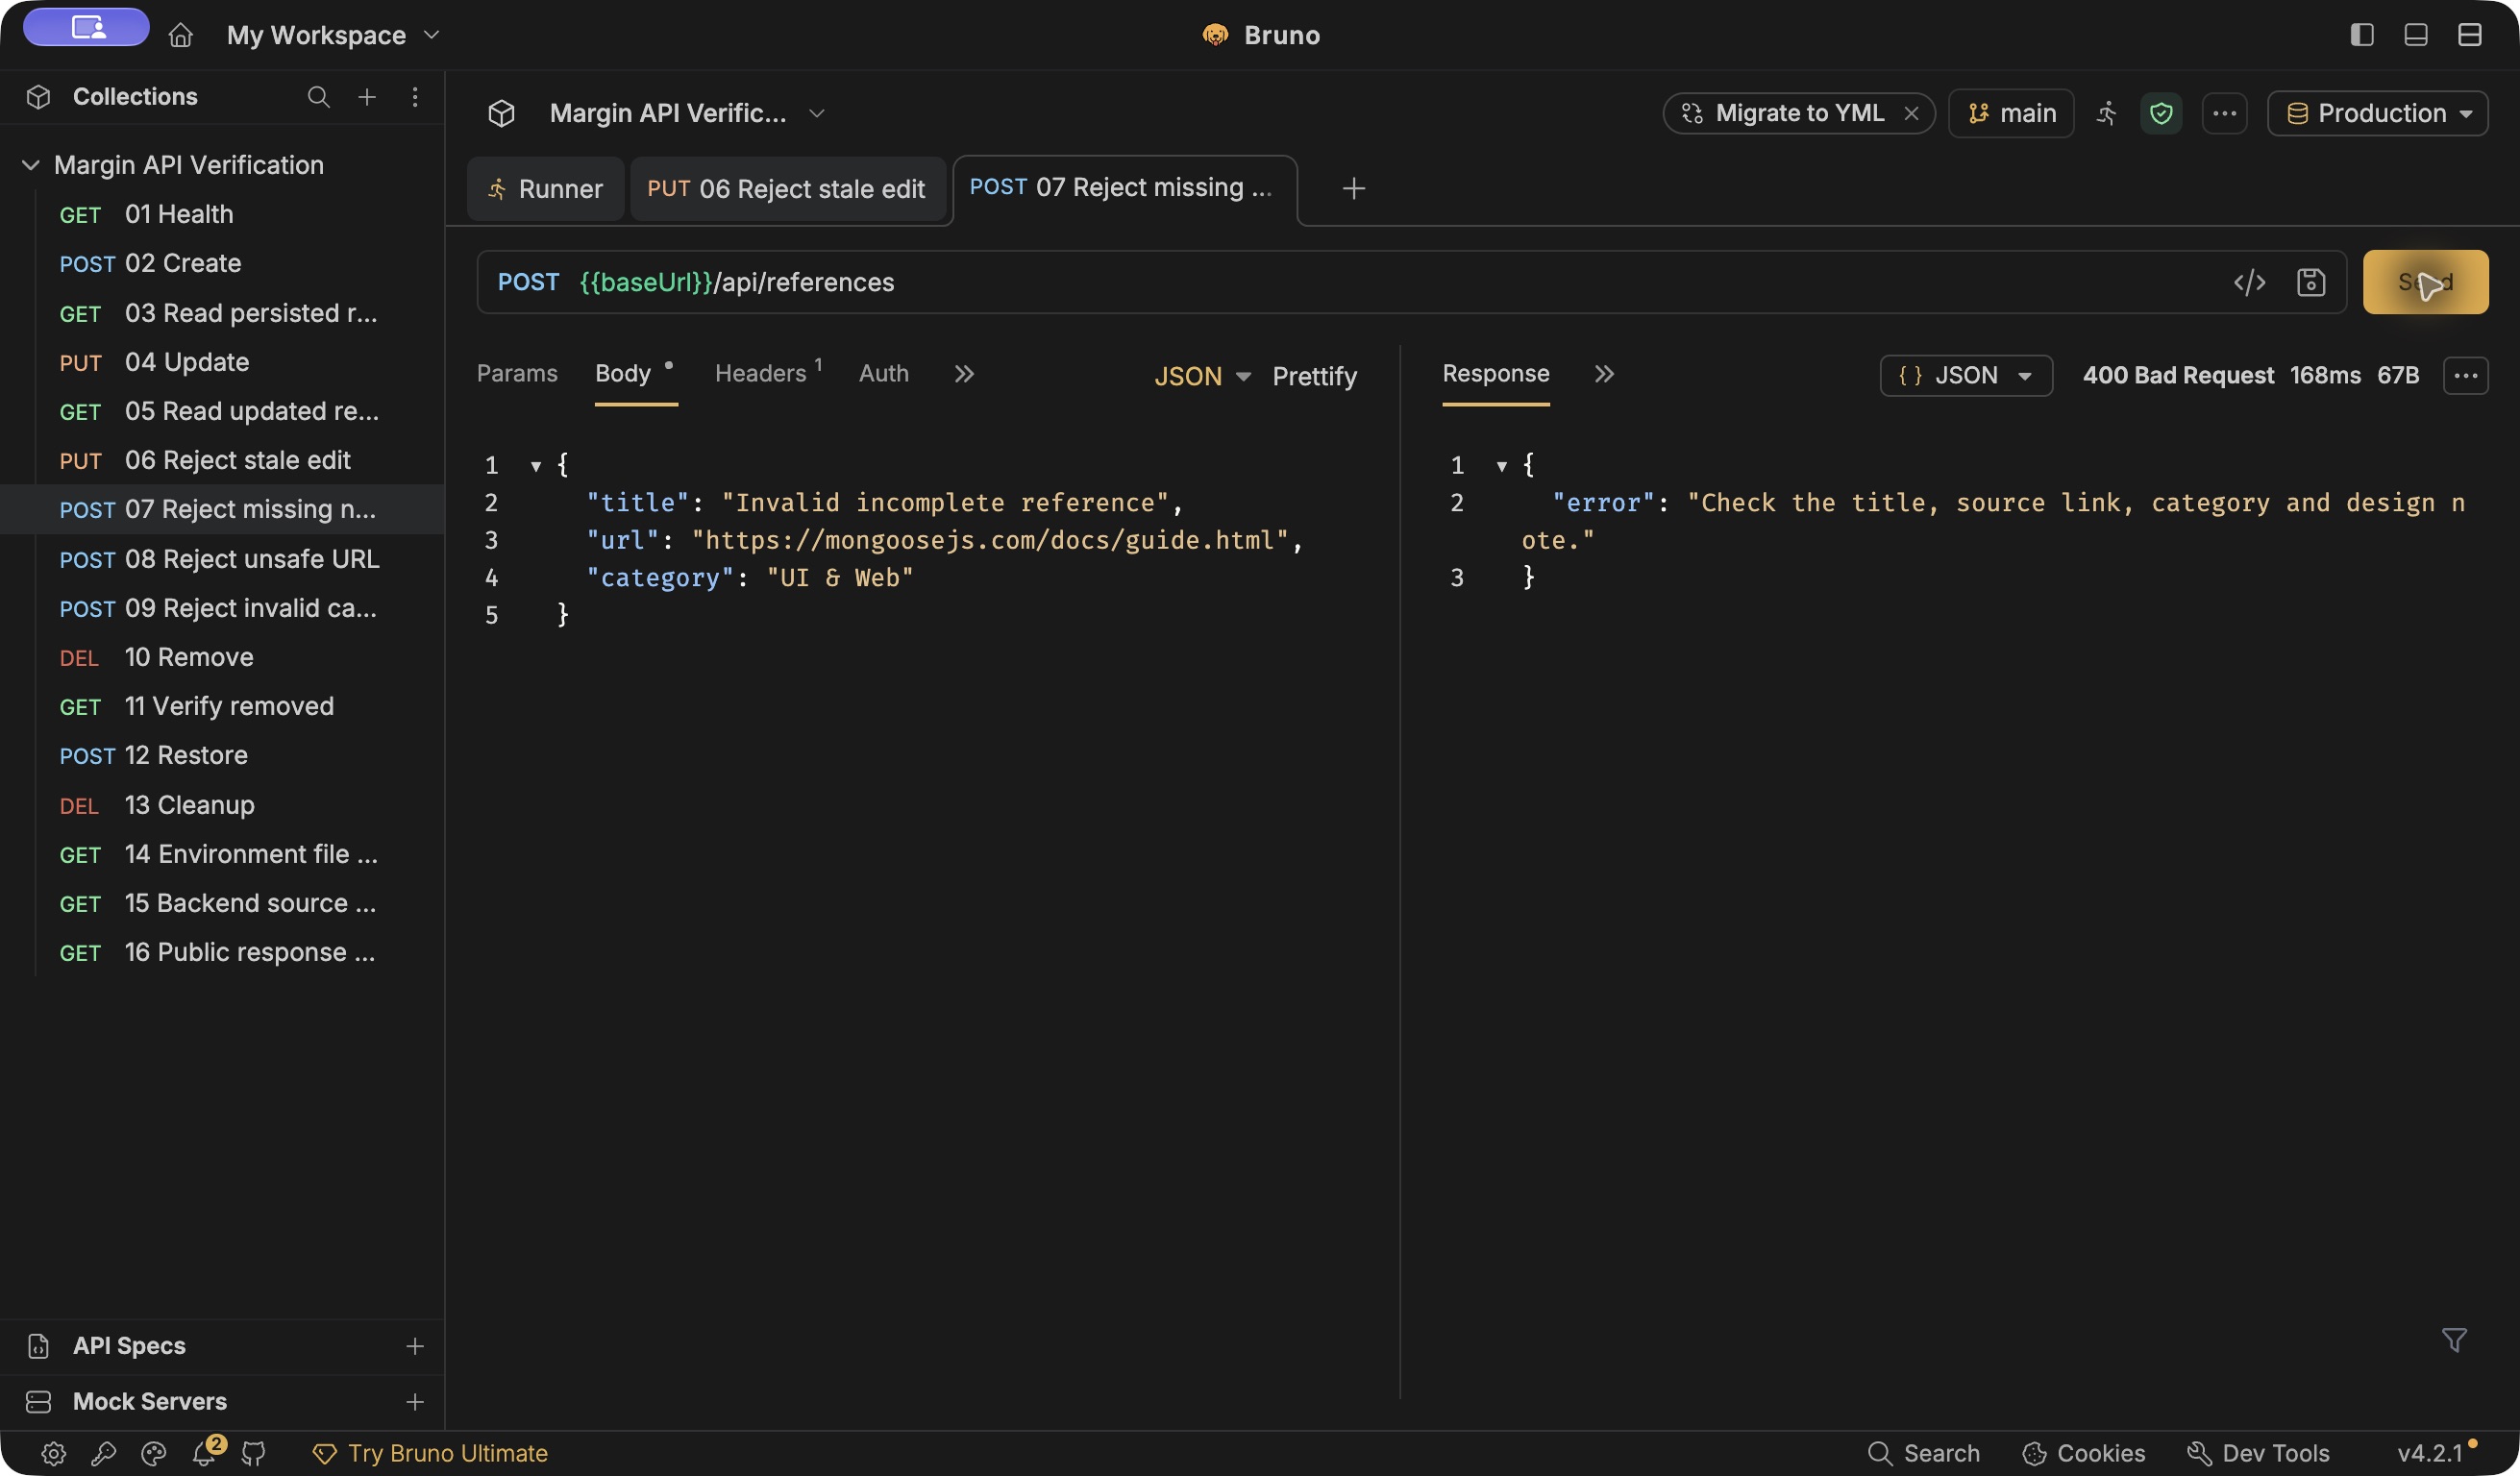 My Workspace
Bruno
Collections
Margin API Verific...
Migrate to YML
main
Production
Margin API Verification
GET 01 Health
POST 02 Create
GET 03 Read persisted r...
PUT 04 Update
GET 05 Read updated re...
PUT 06 Reject stale edit
POST 07 Reject missing n...
POST 08 Reject unsafe URL
POST 09 Reject invalid ca...
DEL 10 Remove
GET 11 Verify removed
POST 12 Restore
DEL 13 Cleanup
GET 14 Environment file ...
GET 15 Backend source ...
GET 16 Public response ...
API Specs
Mock Servers
Runner
PUT 06 Reject stale edit
POST 07 Reject missing ...
POST {{baseUrl}}/api/references
Params Body Headers 1 Auth
JSON Prettify
1 {
2 "title": "Invalid incomplete reference",
3 "url": "https://mongoosejs.com/docs/guide.html",
4 "category": "UI & Web"
5 }
Response
{ } JSON
400 Bad Request 168ms 67B
1 {
2 "error": "Check the title, source link, category and design n
ote."
3 }
2
Try Bruno Ultimate
Search
Cookies
Dev Tools
v4.2.1